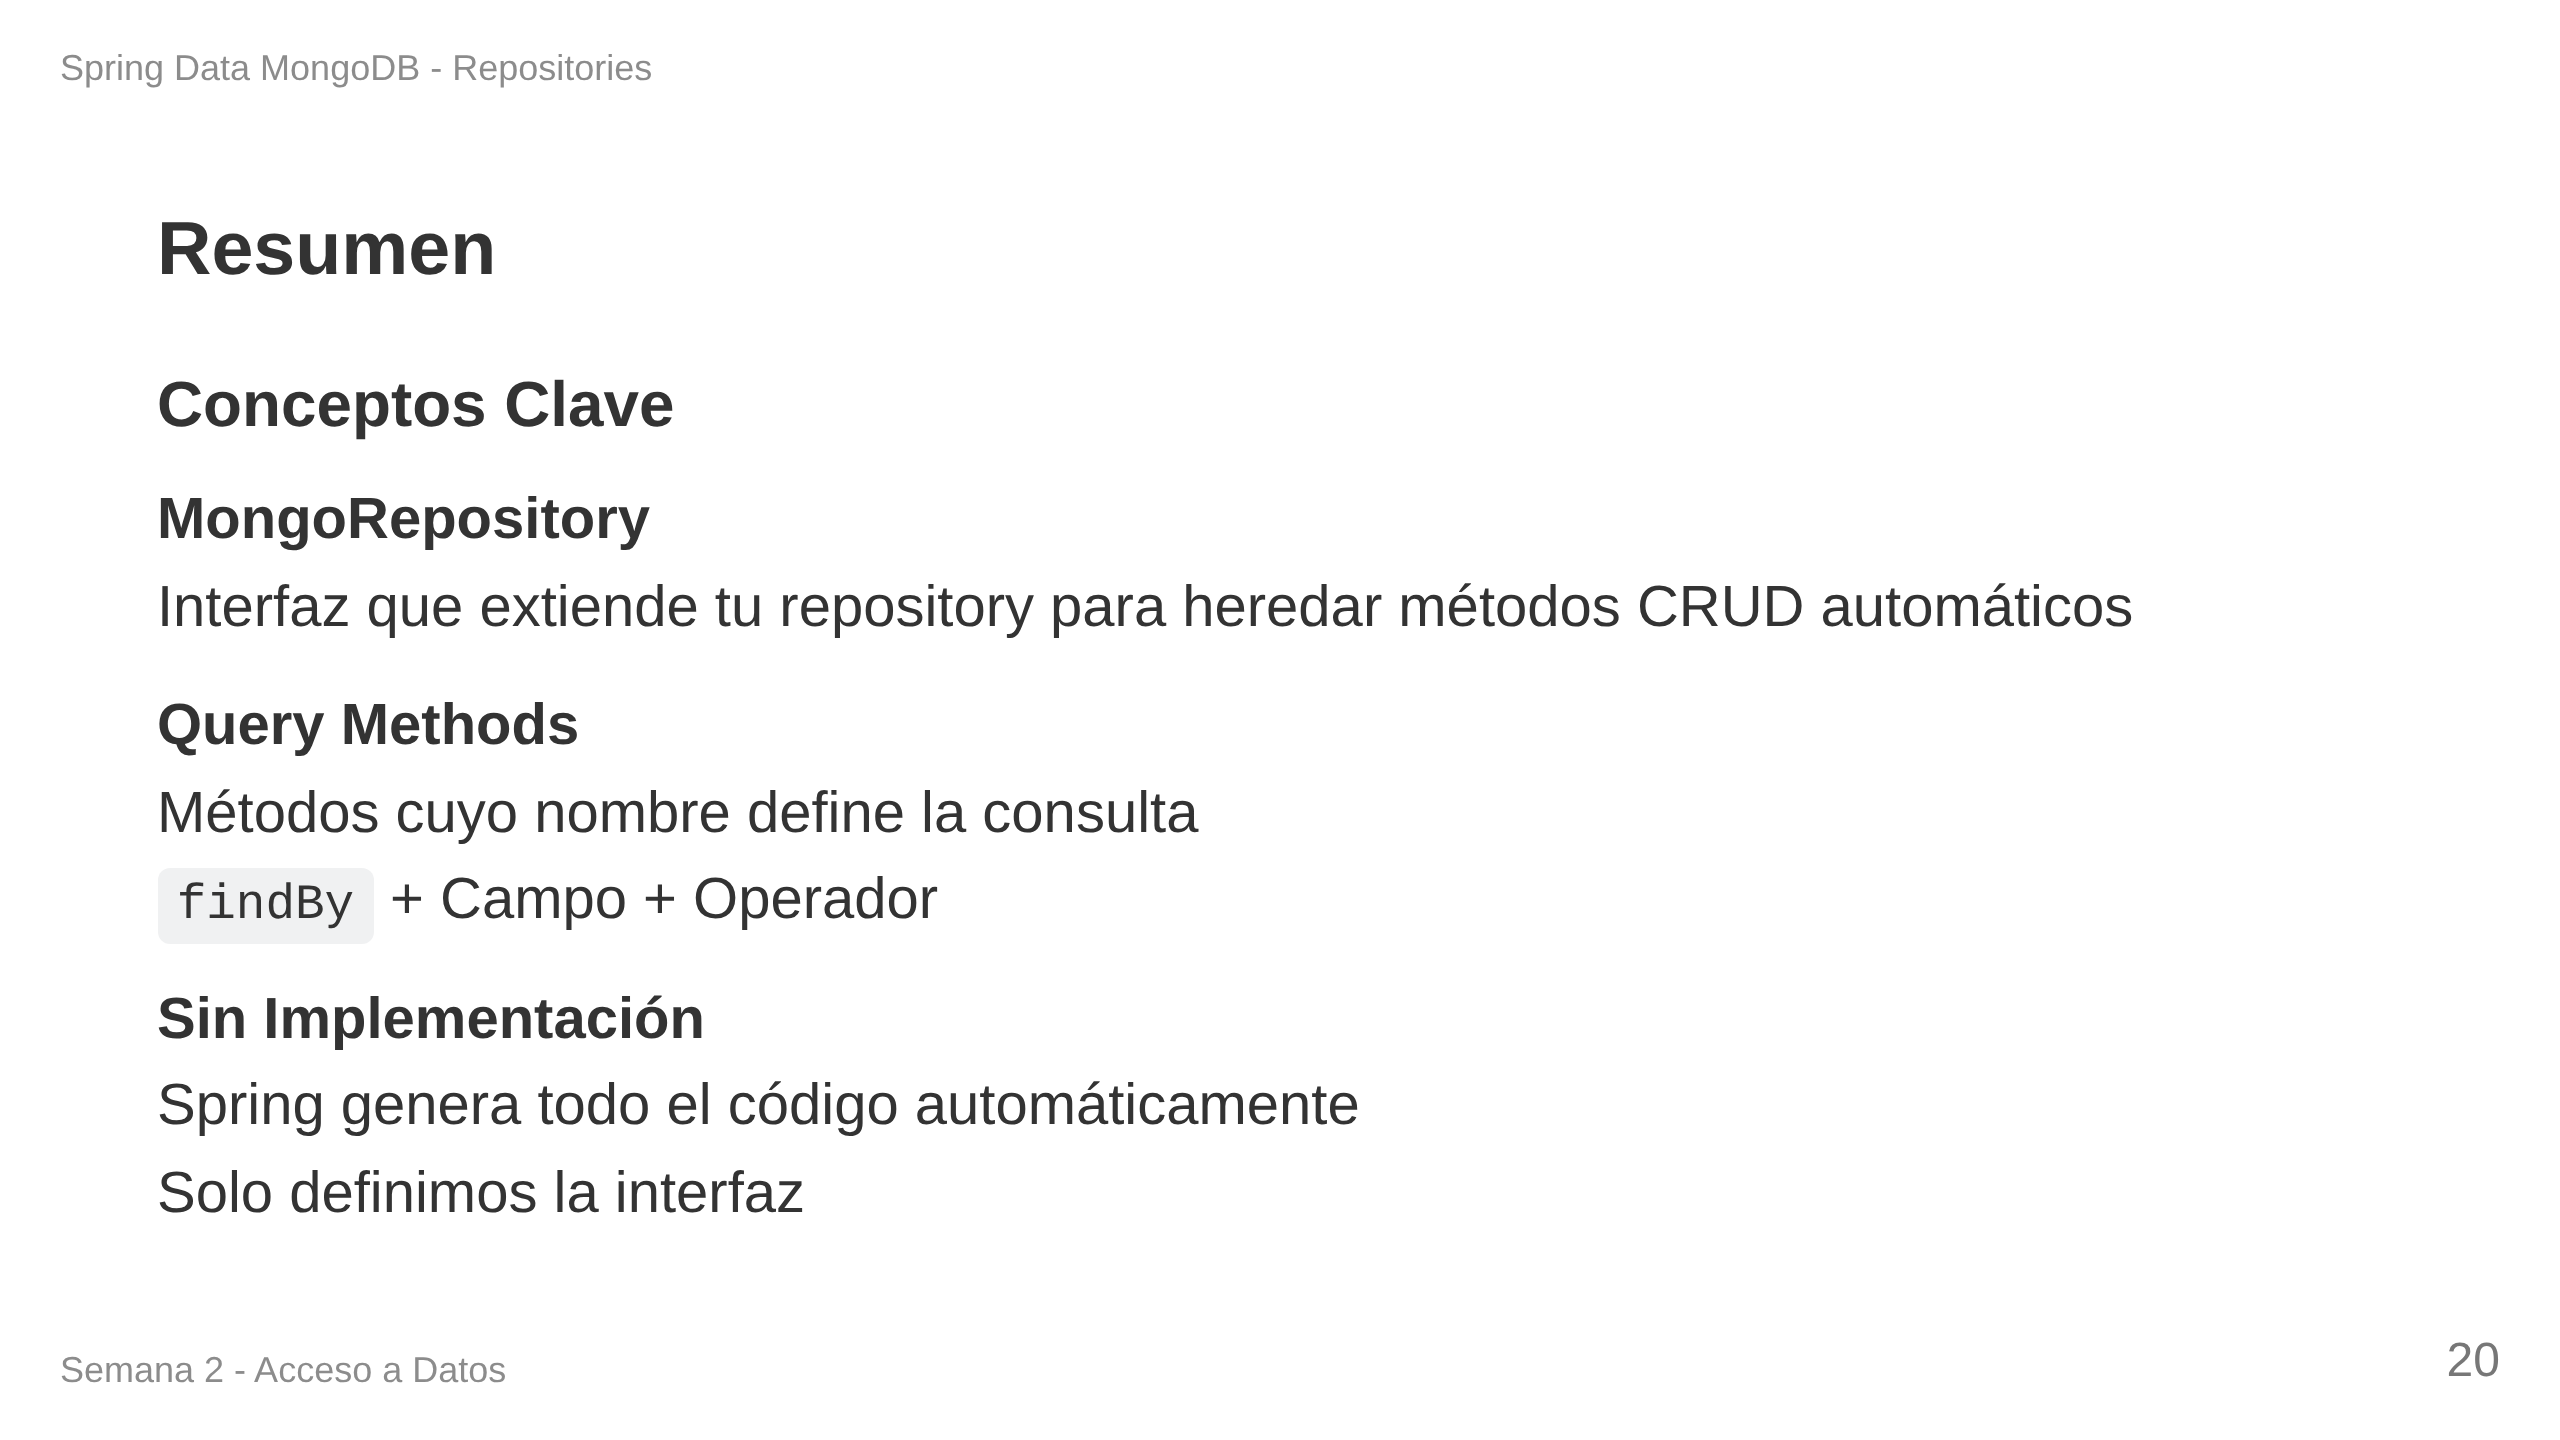 Spring Data MongoDB - Repositories
Resumen
Conceptos Clave
MongoRepository
Interfaz que extiende tu repository para heredar métodos CRUD automáticos
Query Methods
Métodos cuyo nombre define la consulta
findBy + Campo + Operador
Sin Implementación
Spring genera todo el código automáticamente
Solo definimos la interfaz
Semana 2 - Acceso a Datos
20